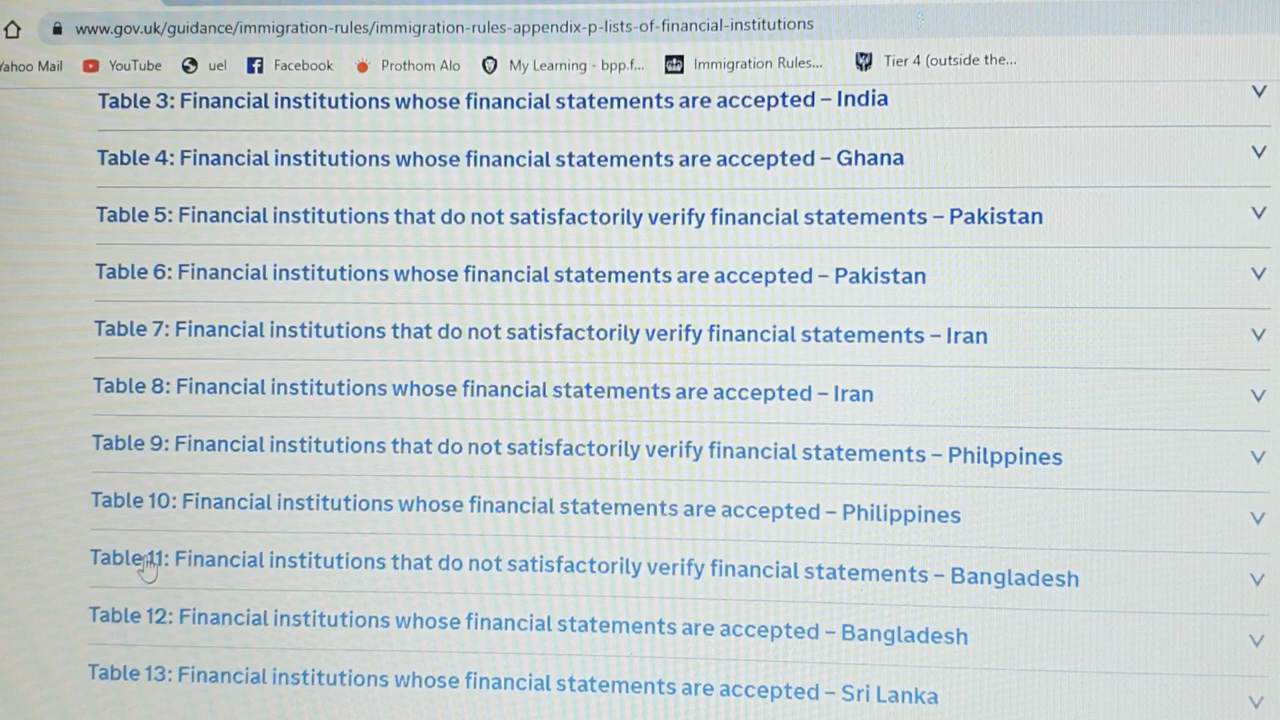 www.gov.uk/guidance/immigration-rules/immigration-rules-appendix-p-lists-of-financial-institutions
ahoo Mail YouTube uel Facebook Prothom Alo My Learning - bpp.f... Immigration Rules... Tier 4 (outside the...
Table 3: Financial institutions whose financial statements are accepted – India
Table 4: Financial institutions whose financial statements are accepted – Ghana
Table 5: Financial institutions that do not satisfactorily verify financial statements – Pakistan
Table 6: Financial institutions whose financial statements are accepted – Pakistan
Table 7: Financial institutions that do not satisfactorily verify financial statements – Iran
Table 8: Financial institutions whose financial statements are accepted – Iran
Table 9: Financial institutions that do not satisfactorily verify financial statements – Philppines
Table 10: Financial institutions whose financial statements are accepted – Philippines
Table 11: Financial institutions that do not satisfactorily verify financial statements – Bangladesh
Table 12: Financial institutions whose financial statements are accepted – Bangladesh
Table 13: Financial institutions whose financial statements are accepted – Sri Lanka